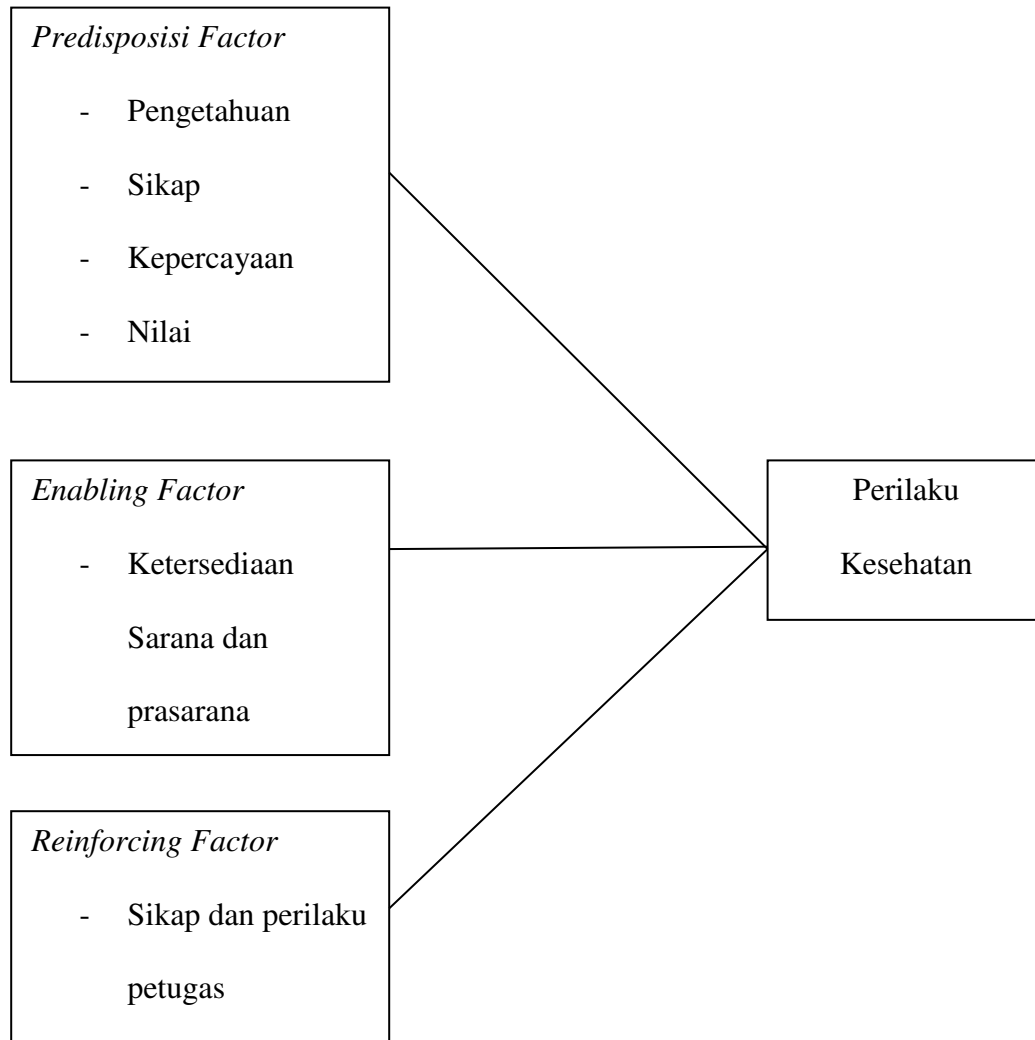 Predisposisi Factor
- Pengetahuan
- Sikap
- Kepercayaan
- Nilai
Enabling Factor
- Ketersediaan
Sarana dan
prasarana
Reinforcing Factor
- Sikap dan perilaku
petugas
Perilaku
Kesehatan